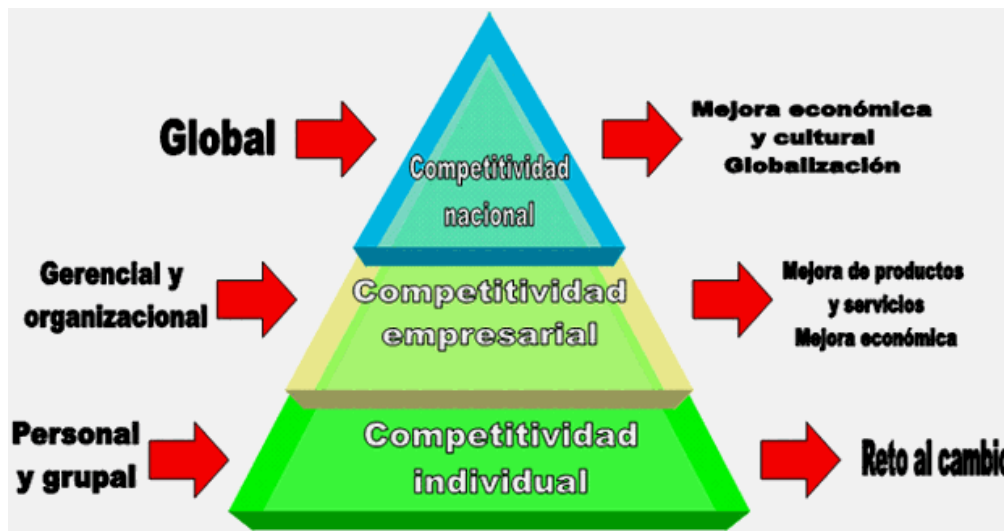 Global
Competitividad
nacional
Mejora económica
y cultural
Globalización
Gerencial y
organizacional
Competitividad
empresarial
Mejora de productos
y servicios
Mejora económica
Personal
y grupal
Competitividad
individual
Reto al cambio